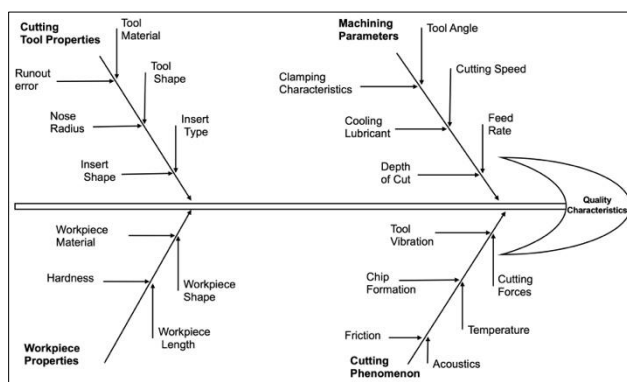 Cutting
Tool Properties
Tool
Material
Runout
error
Tool
Shape
Nose
Radius
Insert
Type
Insert
Shape
Machining
Parameters
Tool Angle
Clamping
Characteristics
Cutting Speed
Cooling
Lubricant
Feed
Rate
Depth
of Cut
Quality
Characteristics
Workpiece
Material
Hardness
Workpiece
Shape
Workpiece
Length
Workpiece
Properties
Tool
Vibration
Chip
Formation
Cutting
Forces
Temperature
Friction
Acoustics
Cutting
Phenomenon